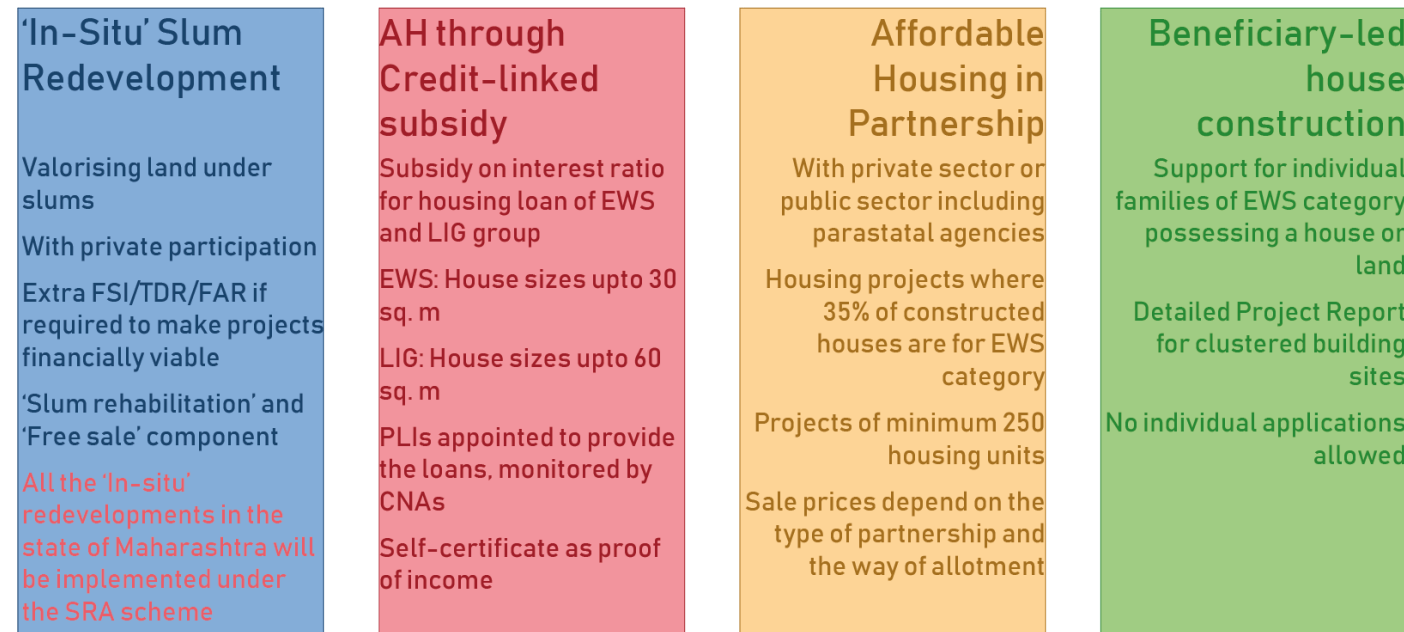 ‘In-Situ’ Slum
Redevelopment
Valorising land under
slums
With private participation
Extra FSI/TDR/FAR if
required to make projects
financially viable
‘Slum rehabilitation’ and
‘Free sale’ component
All the ‘In-situ’
redevelopments in the
state of Maharashtra will
be implemented under
the SRA scheme
AH through
Credit-linked
subsidy
Subsidy on interest ratio
for housing loan of EWS
and LIG group
EWS: House sizes upto 30
sq. m
LIG: House sizes upto 60
sq. m
PLIs appointed to provide
the loans, monitored by
CNAs
Self-certificate as proof
of income
Affordable
Housing in
Partnership
With private sector or
public sector including
parastatal agencies
Housing projects where
35% of constructed
houses are for EWS
category
Projects of minimum 250
housing units
Sale prices depend on the
type of partnership and
the way of allotment
Beneficiary-led
house
construction
Support for individual
families of EWS category
possessing a house or
land
Detailed Project Report
for clustered building
sites
No individual applications
allowed